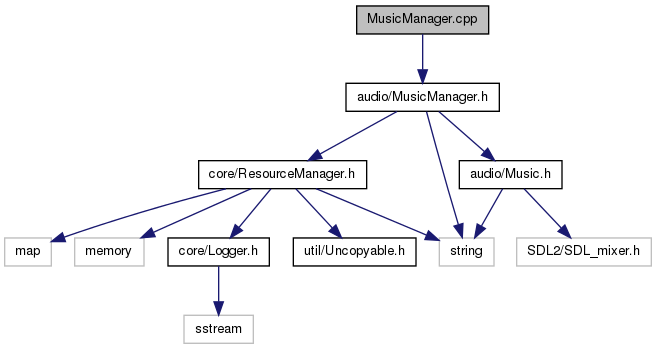 MusicManager.cpp
audio/MusicManager.h
core/ResourceManager.h
audio/Music.h
map
memory
core/Logger.h
util/Uncopyable.h
string
SDL2/SDL_mixer.h
sstream